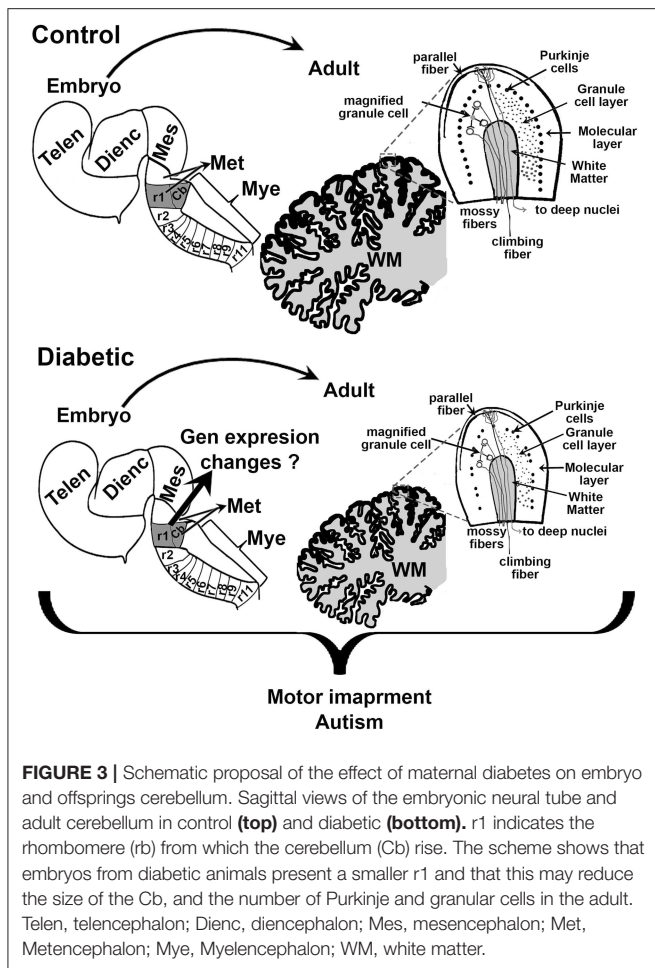 Control
Embryo
Adult
Telen
Dienc
Mes
Met
Mye
r1
Cb
r2
r3
r4
r5
r6
r7
r8
r9
r11
WM
parallel
fiber
magnified
granule cell
Purkinje
cells
Granule
cell layer
Molecular
layer
White
Matter
mossy
fibers
to deep nuclei
climbing
fiber
Diabetic
Embryo
Adult
Gen expresion
changes ?
Telen
Dienc
Mes
Met
Mye
r1
Cb
r2
r3
r4
r5
r6
r7
r8
r9
r11
WM
parallel
fiber
magnified
granule cell
Purkinje
cells
Granule
cell layer
Molecular
layer
White
Matter
mossy
fibers
to deep nuclei
climbing
fiber
Motor imaprment
Autism
FIGURE 3 | Schematic proposal of the effect of maternal diabetes on embryo
and offsprings cerebellum. Sagittal views of the embryonic neural tube and
adult cerebellum in control (top) and diabetic (bottom). r1 indicates the
rhombomere (rb) from which the cerebellum (Cb) rise. The scheme shows that
embryos from diabetic animals present a smaller r1 and that this may reduce
the size of the Cb, and the number of Purkinje and granular cells in the adult.
Telen, telencephalon; Dienc, diencephalon; Mes, mesencephalon; Met,
Metencephalon; Mye, Myelencephalon; WM, white matter.